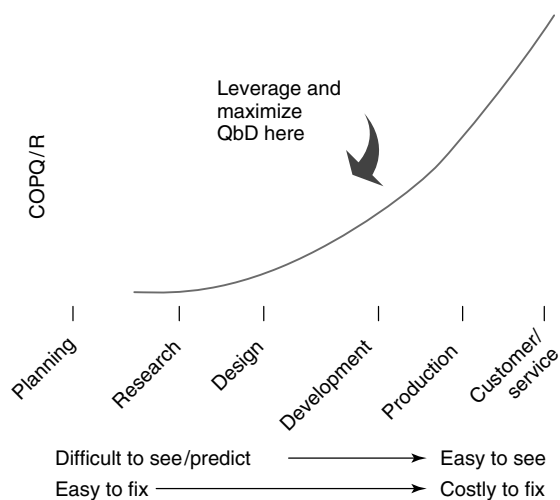 Leverage and
maximize
QbD here
COPQ/R
Planning
Research
Design
Development
Production
Customer/
service
Difficult to see/predict
Easy to see
Easy to fix
Costly to fix